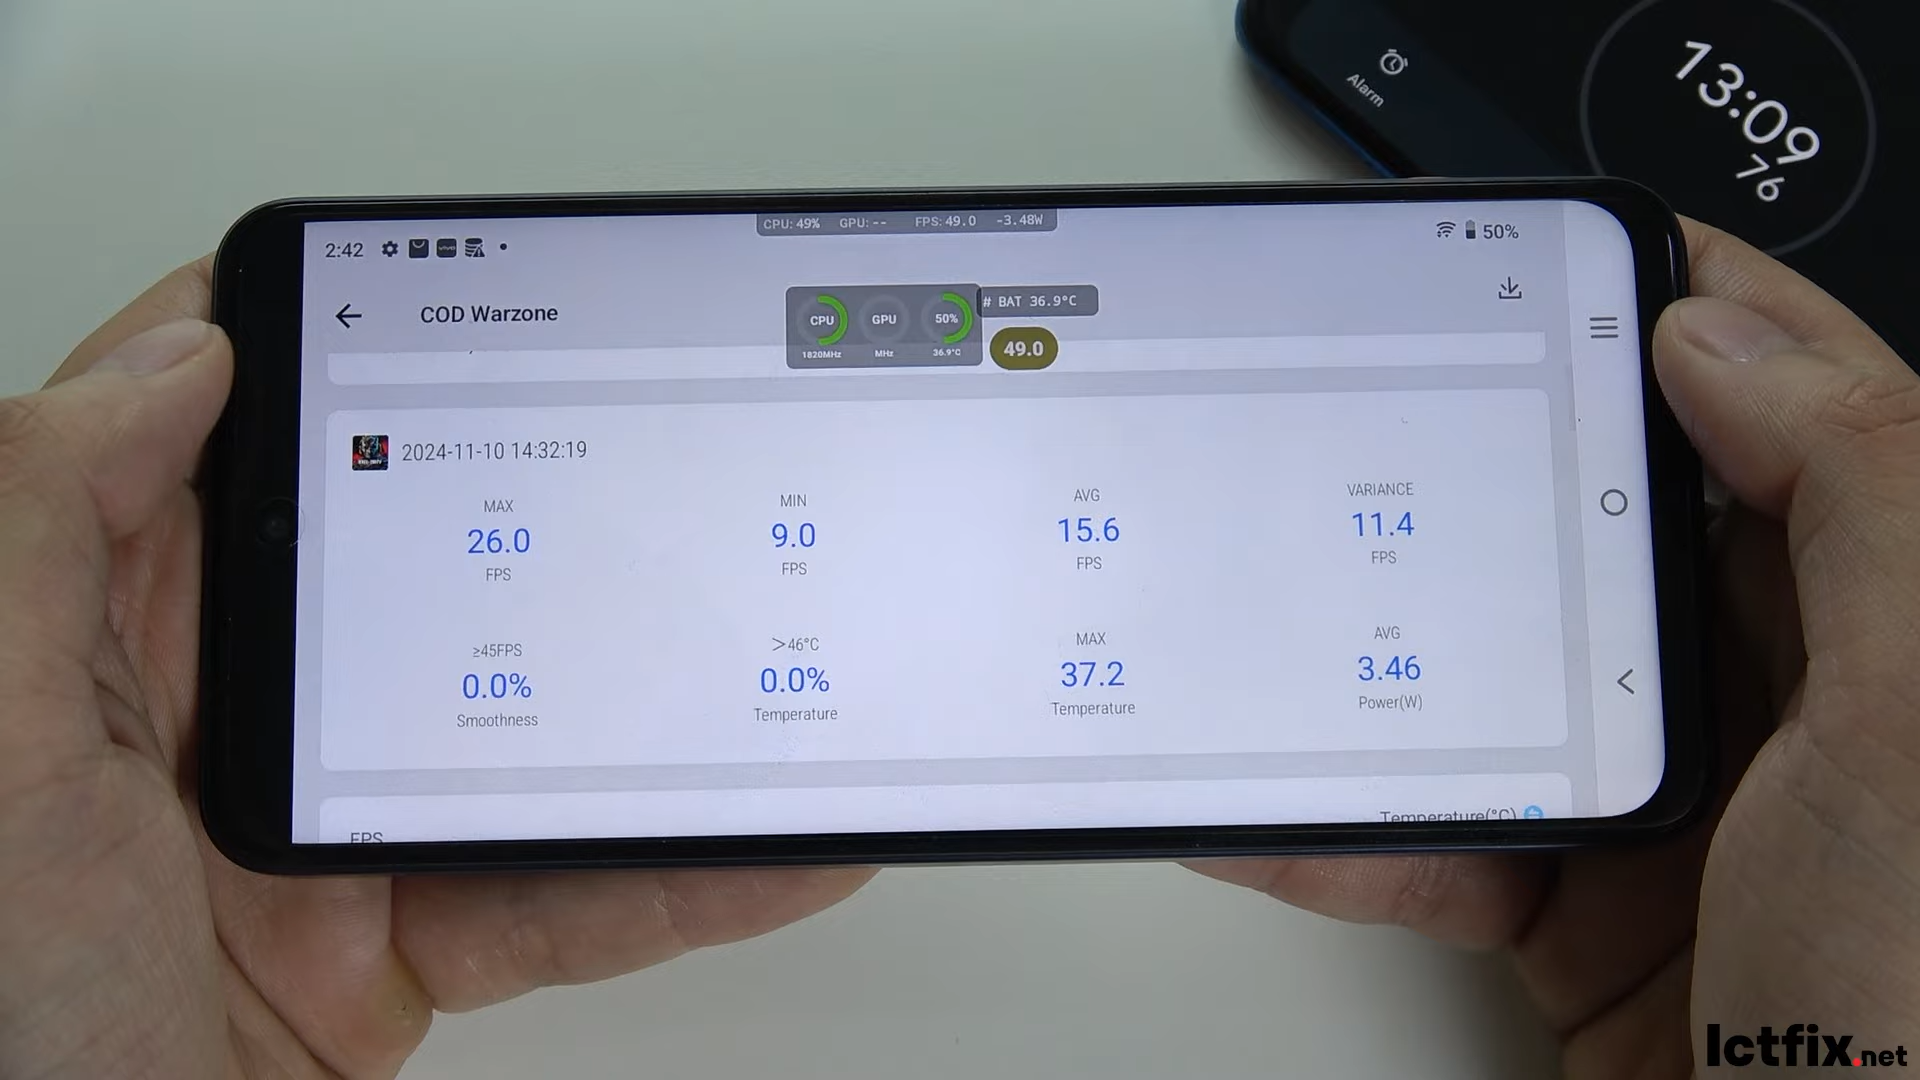 Alarm
13:09
76
CPU: 49% GPU: -- FPS: 49.0 -3.48W
2:42
50%
COD Warzone
CPU GPU 50%
1820MHz MHz 36.9°C
# BAT 36.9°C
49.0
2024-11-10 14:32:19
MAX MIN AVG VARIANCE
26.0 9.0 15.6 11.4
FPS FPS FPS FPS
≥45FPS >46°C MAX AVG
0.0% 0.0% 37.2 3.46
Smoothness Temperature Temperature Power(W)
FPS Temperature(°C)
Ictfix.net